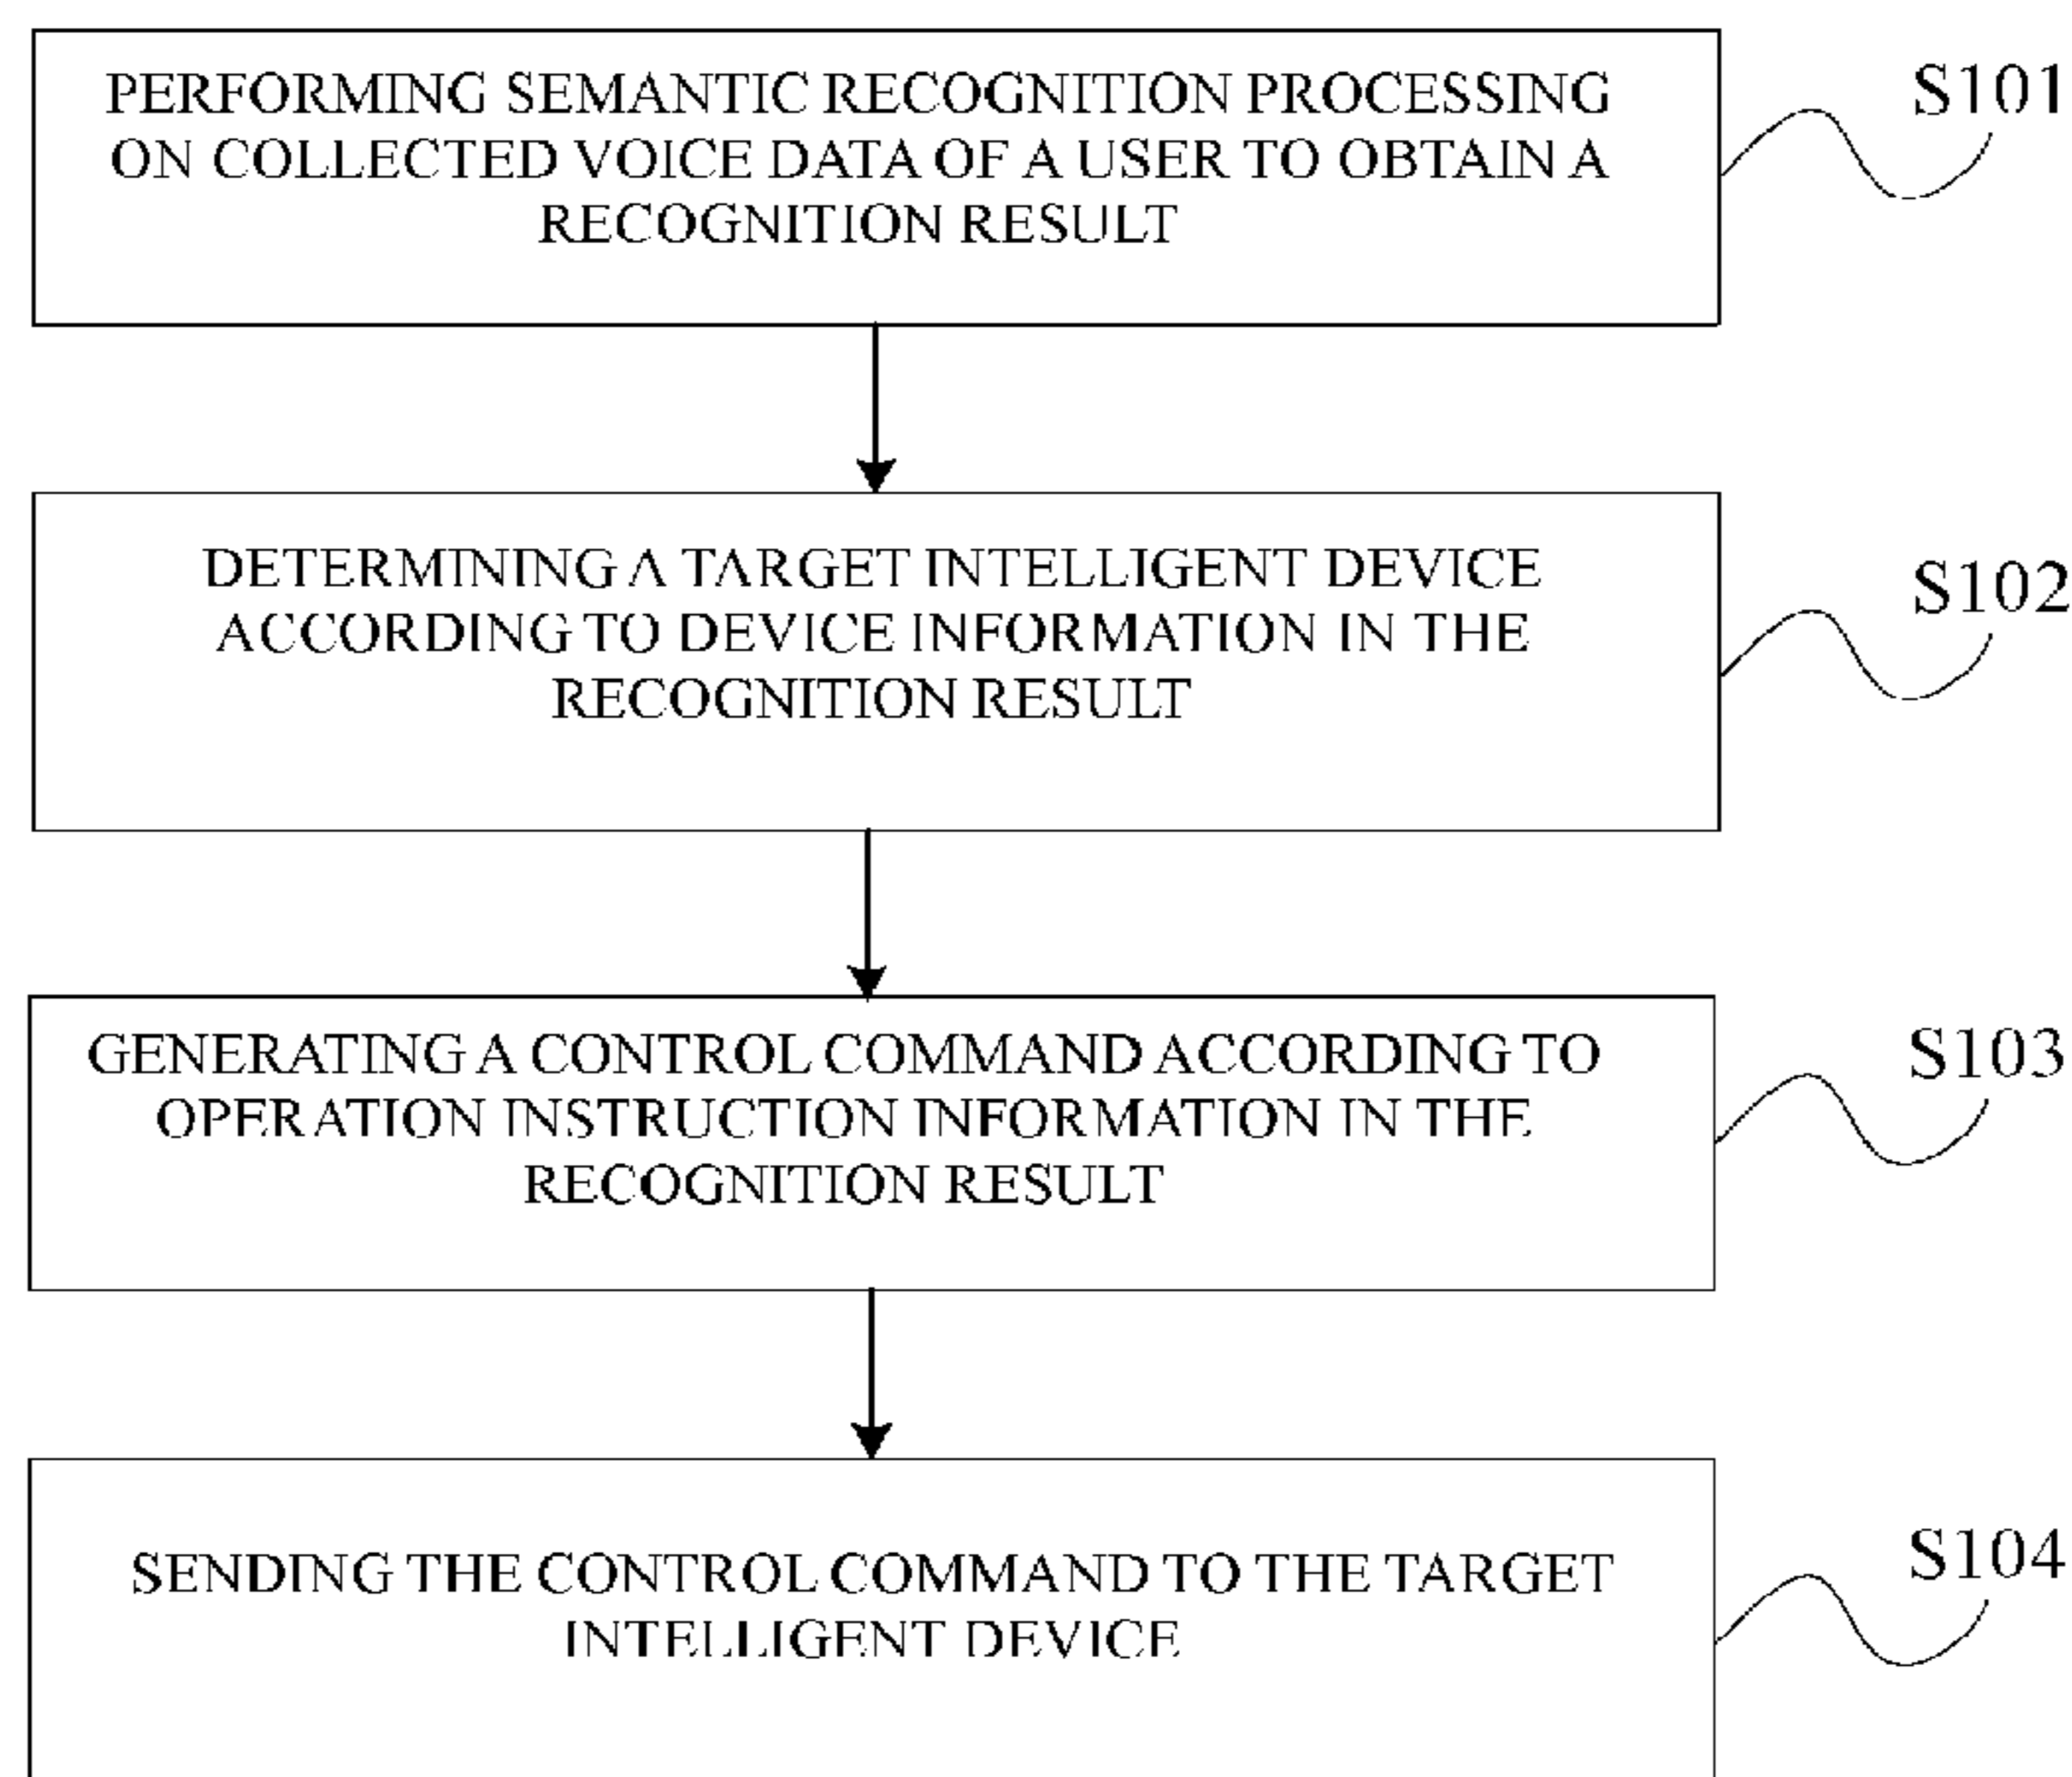 PERFORMING SEMANTIC RECOGNITION PROCESSING
ON COLLECTED VOICE DATA OF A USER TO OBTAIN A
RECOGNITION RESULT
S101
DETERMINING A TARGET INTELLIGENT DEVICE
ACCORDING TO DEVICE INFORMATION IN THE
RECOGNITION RESULT
S102
GENERATING A CONTROL COMMAND ACCORDING TO
OPERATION INSTRUCTION INFORMATION IN THE
RECOGNITION RESULT
S103
SENDING THE CONTROL COMMAND TO THE TARGET
INTELLIGENT DEVICE
S104